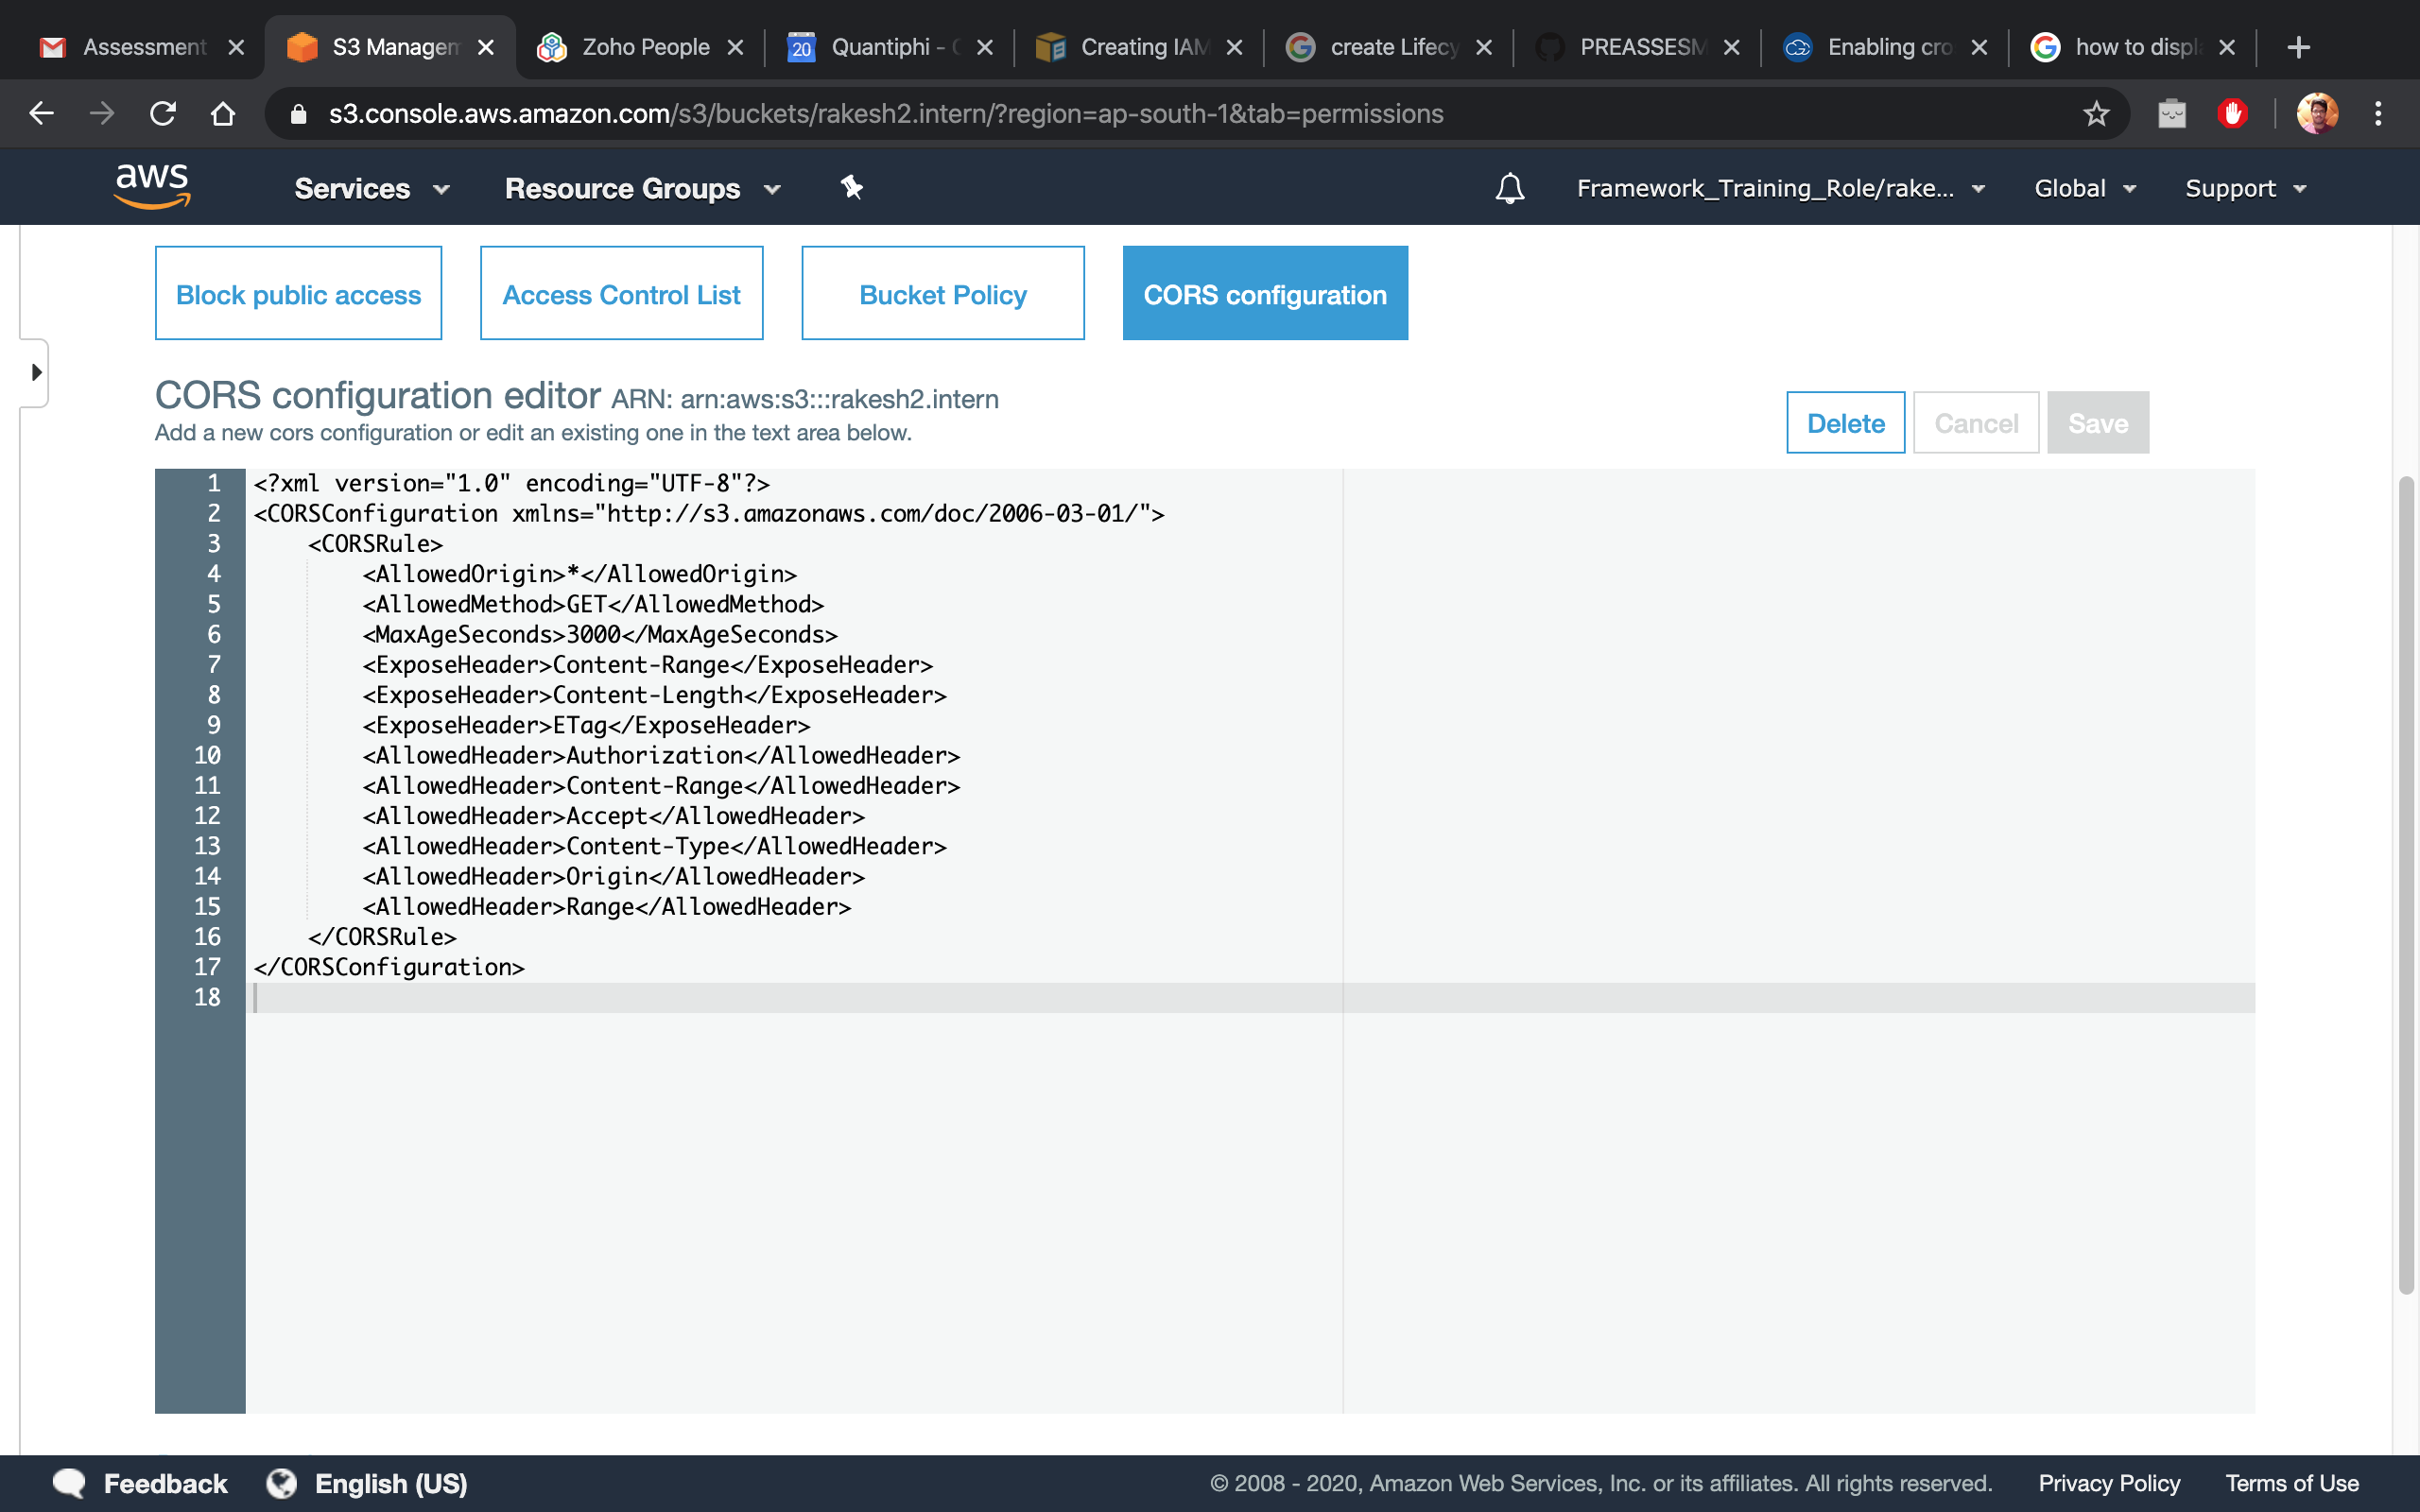 Assessment
S3 Managem
Zoho People
20
Quantiphi - C
Creating IAM
create Lifecy
PREASSESM
Enabling cro
how to displa
s3.console.aws.amazon.com/s3/buckets/rakesh2.intern/?region=ap-south-1&tab=permissions
aws
Services
Resource Groups
Framework_Training_Role/rake...
Global
Support
Block public access
Access Control List
Bucket Policy
CORS configuration
CORS configuration editor ARN: arn:aws:s3:::rakesh2.intern
Add a new cors configuration or edit an existing one in the text area below.
Delete
Cancel
Save
1 <?xml version="1.0" encoding="UTF-8"?>
2 <CORSConfiguration xmlns="http://s3.amazonaws.com/doc/2006-03-01/">
3 <CORSRule>
4 <AllowedOrigin>*</AllowedOrigin>
5 <AllowedMethod>GET</AllowedMethod>
6 <MaxAgeSeconds>3000</MaxAgeSeconds>
7 <ExposeHeader>Content-Range</ExposeHeader>
8 <ExposeHeader>Content-Length</ExposeHeader>
9 <ExposeHeader>ETag</ExposeHeader>
10 <AllowedHeader>Authorization</AllowedHeader>
11 <AllowedHeader>Content-Range</AllowedHeader>
12 <AllowedHeader>Accept</AllowedHeader>
13 <AllowedHeader>Content-Type</AllowedHeader>
14 <AllowedHeader>Origin</AllowedHeader>
15 <AllowedHeader>Range</AllowedHeader>
16 </CORSRule>
17 </CORSConfiguration>
18
Feedback
English (US)
© 2008 - 2020, Amazon Web Services, Inc. or its affiliates. All rights reserved.
Privacy Policy
Terms of Use